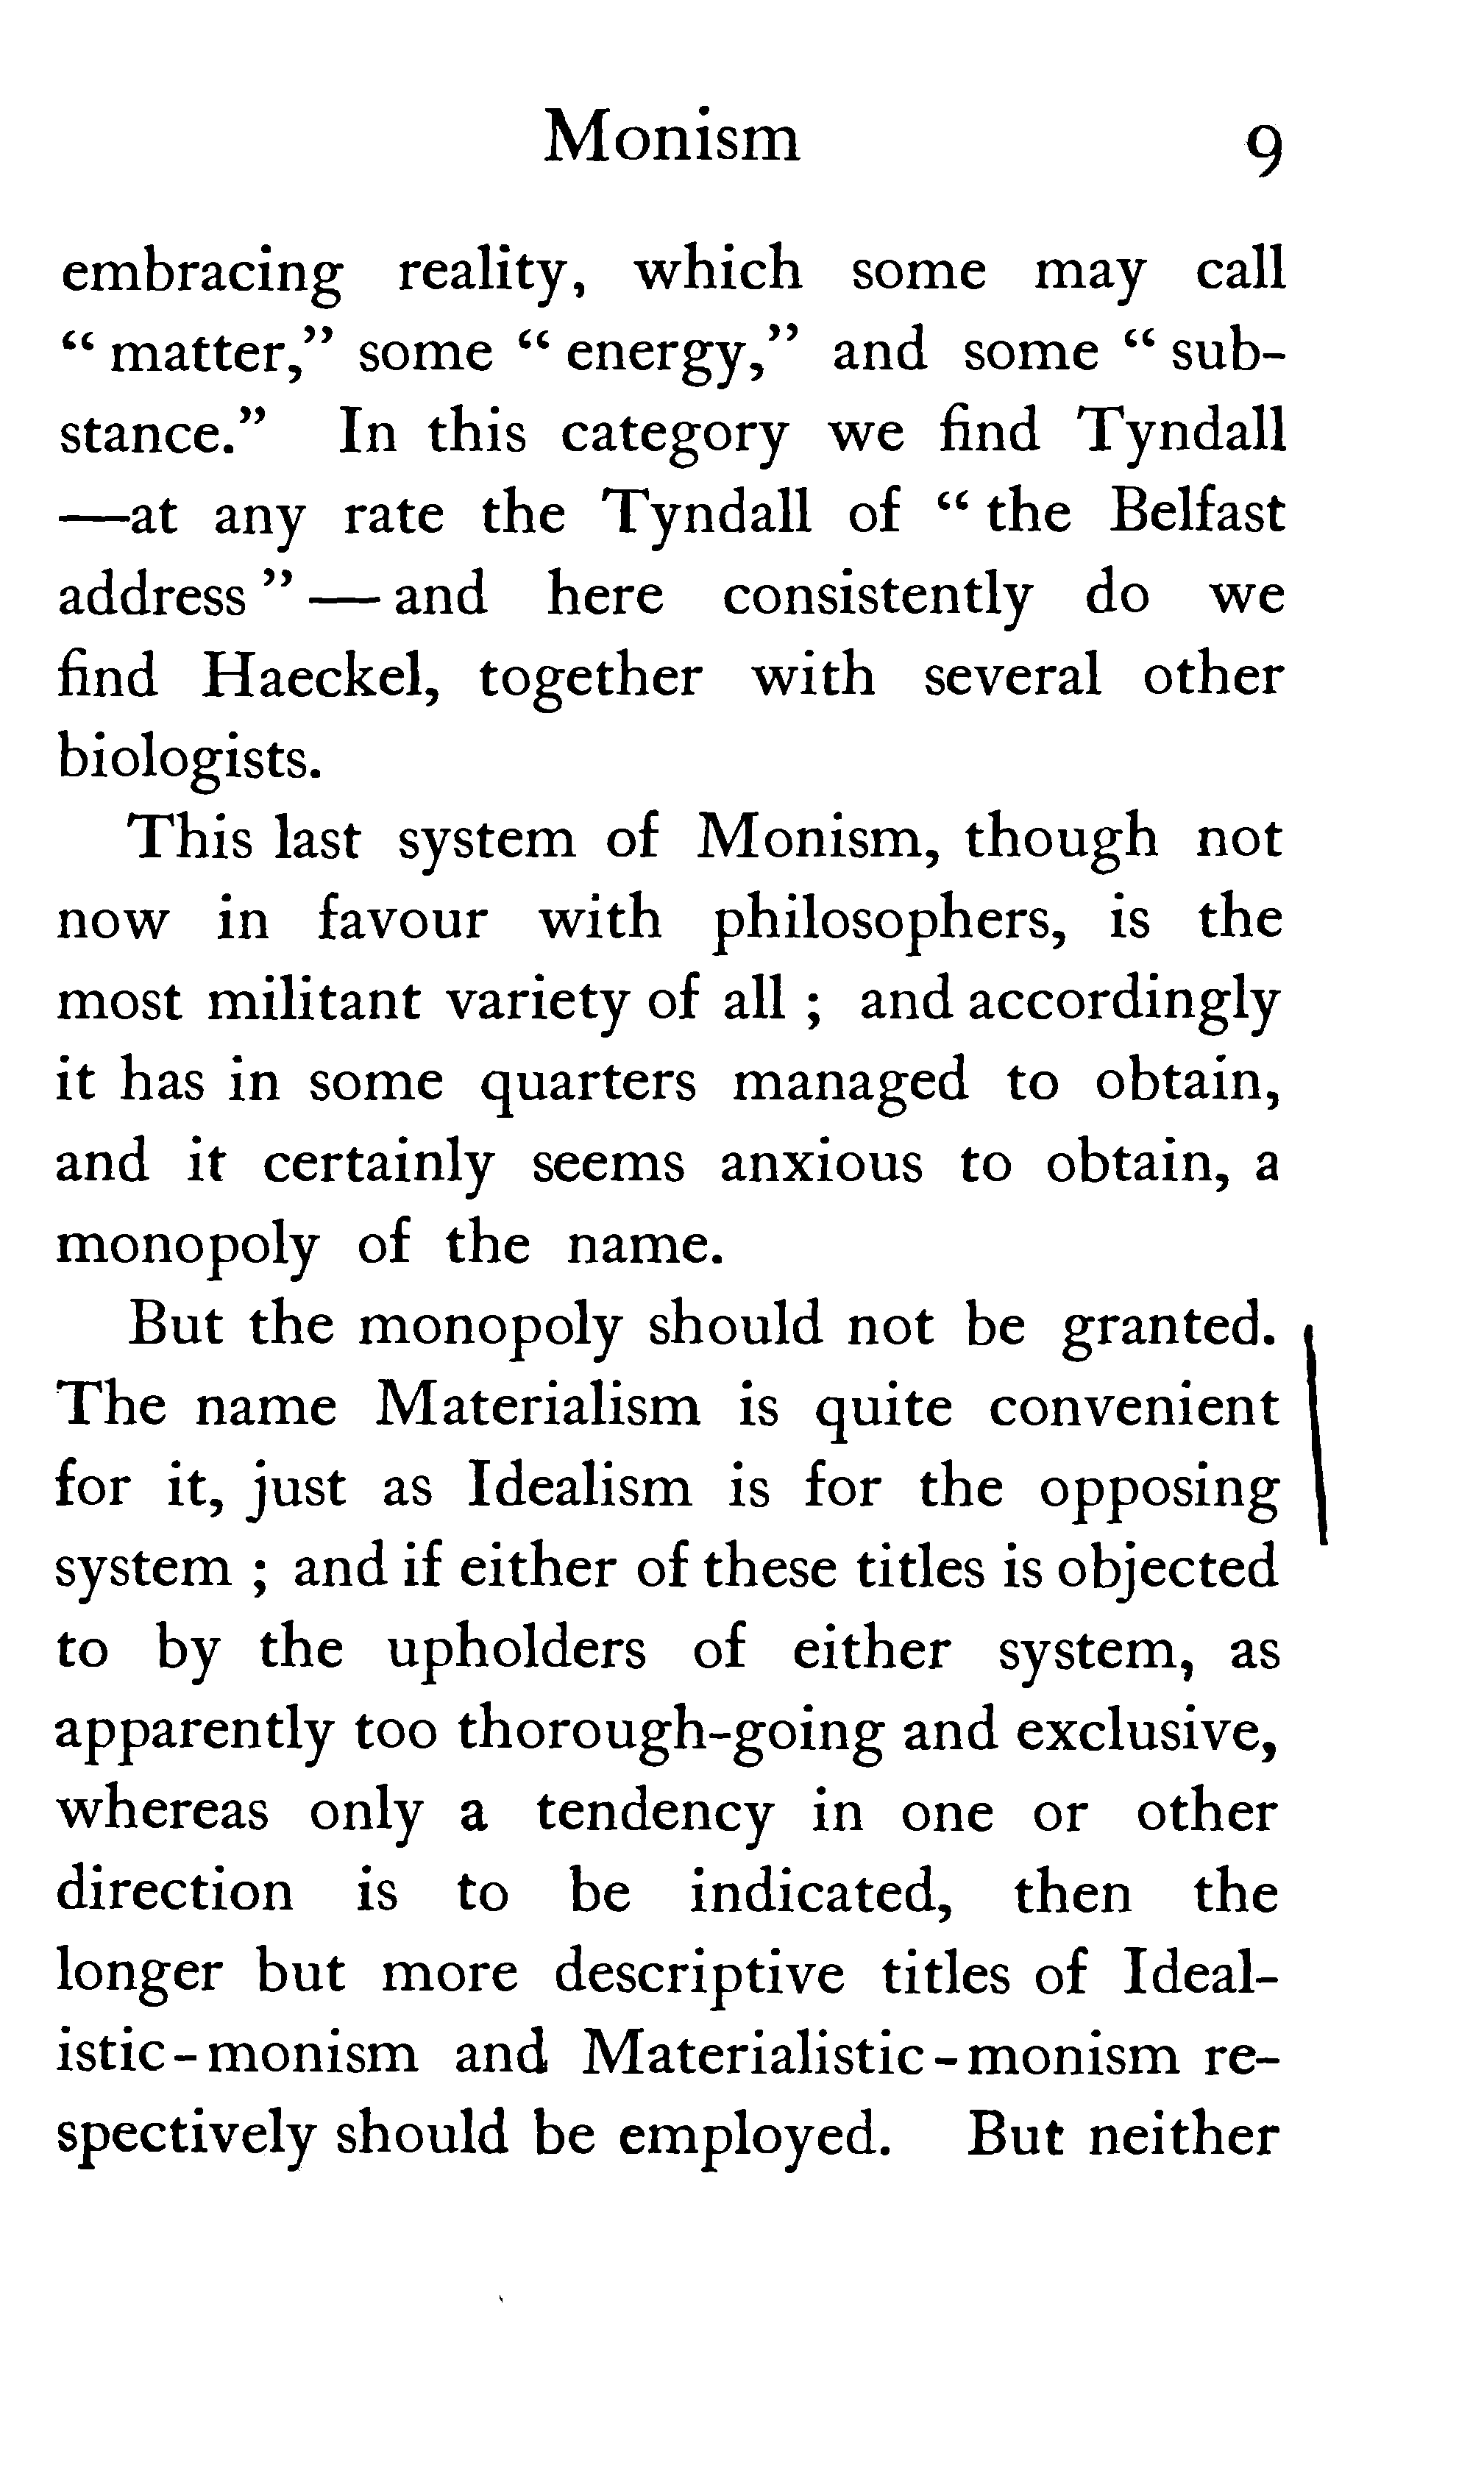 Monism 9
embracing reality, which some may call
“ matter,” some “ energy,” and some “ sub-
stance.” In this category we find Tyndall
—at any rate the Tyndall of “ the Belfast
address ” — and here consistently do we
find Haeckel, together with several other
biologists.
This last system of Monism, though not
now in favour with philosophers, is the
most militant variety of all ; and accordingly
it has in some quarters managed to obtain,
and it certainly seems anxious to obtain, a
monopoly of the name.
But the monopoly should not be granted.
The name Materialism is quite convenient
for it, just as Idealism is for the opposing
system ; and if either of these titles is objected
to by the upholders of either system, as
apparently too thorough-going and exclusive,
whereas only a tendency in one or other
direction is to be indicated, then the
longer but more descriptive titles of Ideal-
istic-monism and Materialistic-monism re-
spectively should be employed. But neither